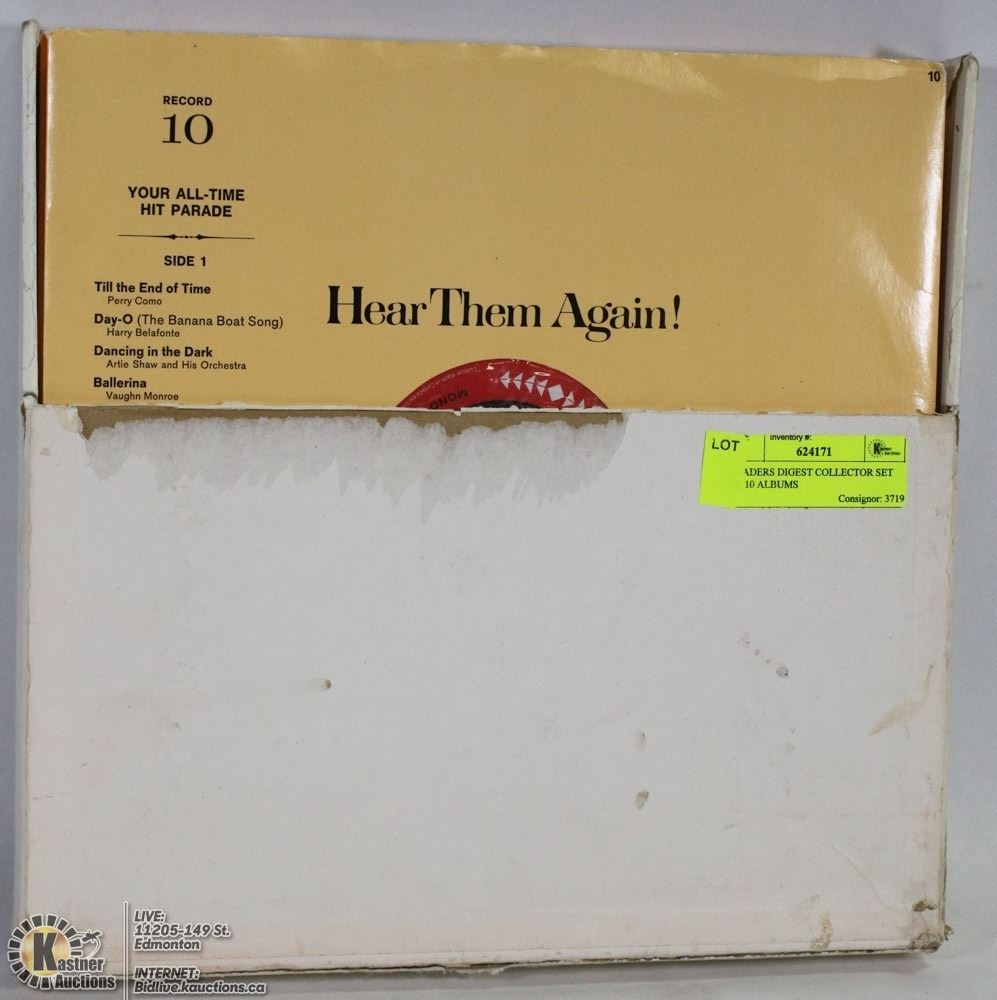 10
RECORD
10
YOUR ALL-TIME
HIT PARADE
SIDE 1
Till the End of Time
Perry Como
Day-O (The Banana Boat Song)
Harry Belafonte
Dancing in the Dark
Artie Shaw and His Orchestra
Ballerina
Vaughn Monroe
Hear Them Again!
MONO
LOT
Inventory #:
624171
ADERS DIGEST COLLECTOR SET
10 ALBUMS
Consignor: 3719
Kastner
Auctions
LIVE:
11205-149 St.
Edmonton
INTERNET:
Bidlive.kauctions.ca